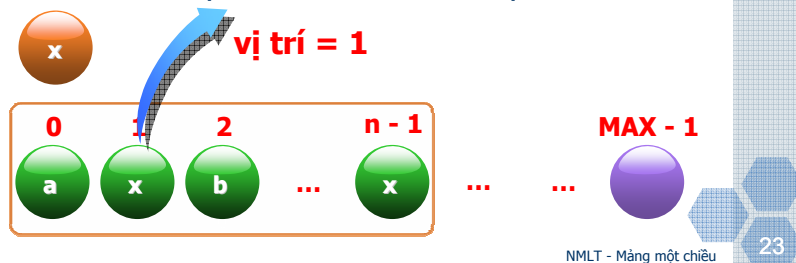 x
vị trí = 1
0 1 2 n - 1 MAX - 1
a x b ... x ... ...
NMLT - Mảng một chiều
23